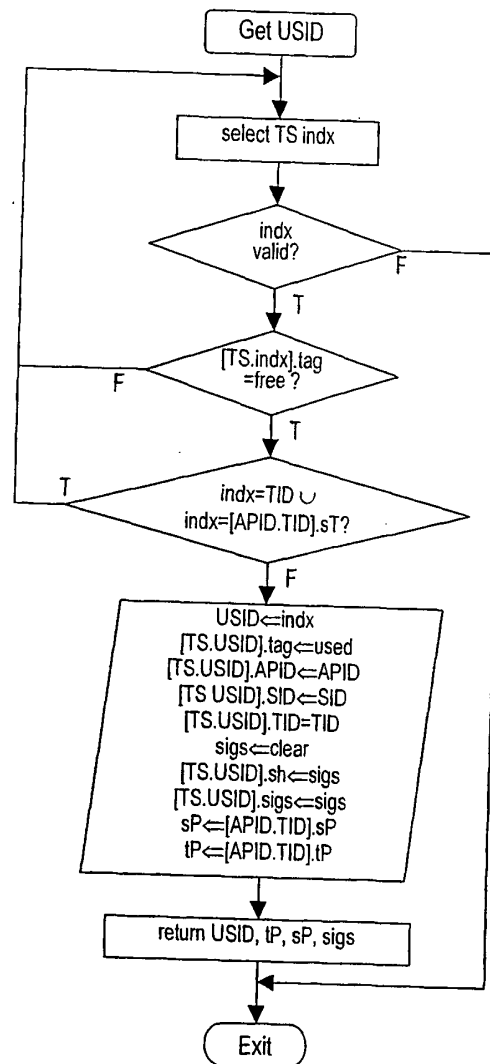 Get USID
select TS indx
indx
valid?
F
T
[TS.indx].tag
=free ?
F
T
T
indx=TID ∪
indx=[APID.TID].sT?
F
USID⇐indx
[TS.USID].tag⇐used
[TS.USID].APID⇐APID
[TS USID].SID⇐SID
[TS.USID].TID=TID
sigs⇐clear
[TS.USID].sh⇐sigs
[TS.USID].sigs⇐sigs
sP⇐[APID.TID].sP
tP⇐[APID.TID].tP
return USID, tP, sP, sigs
Exit